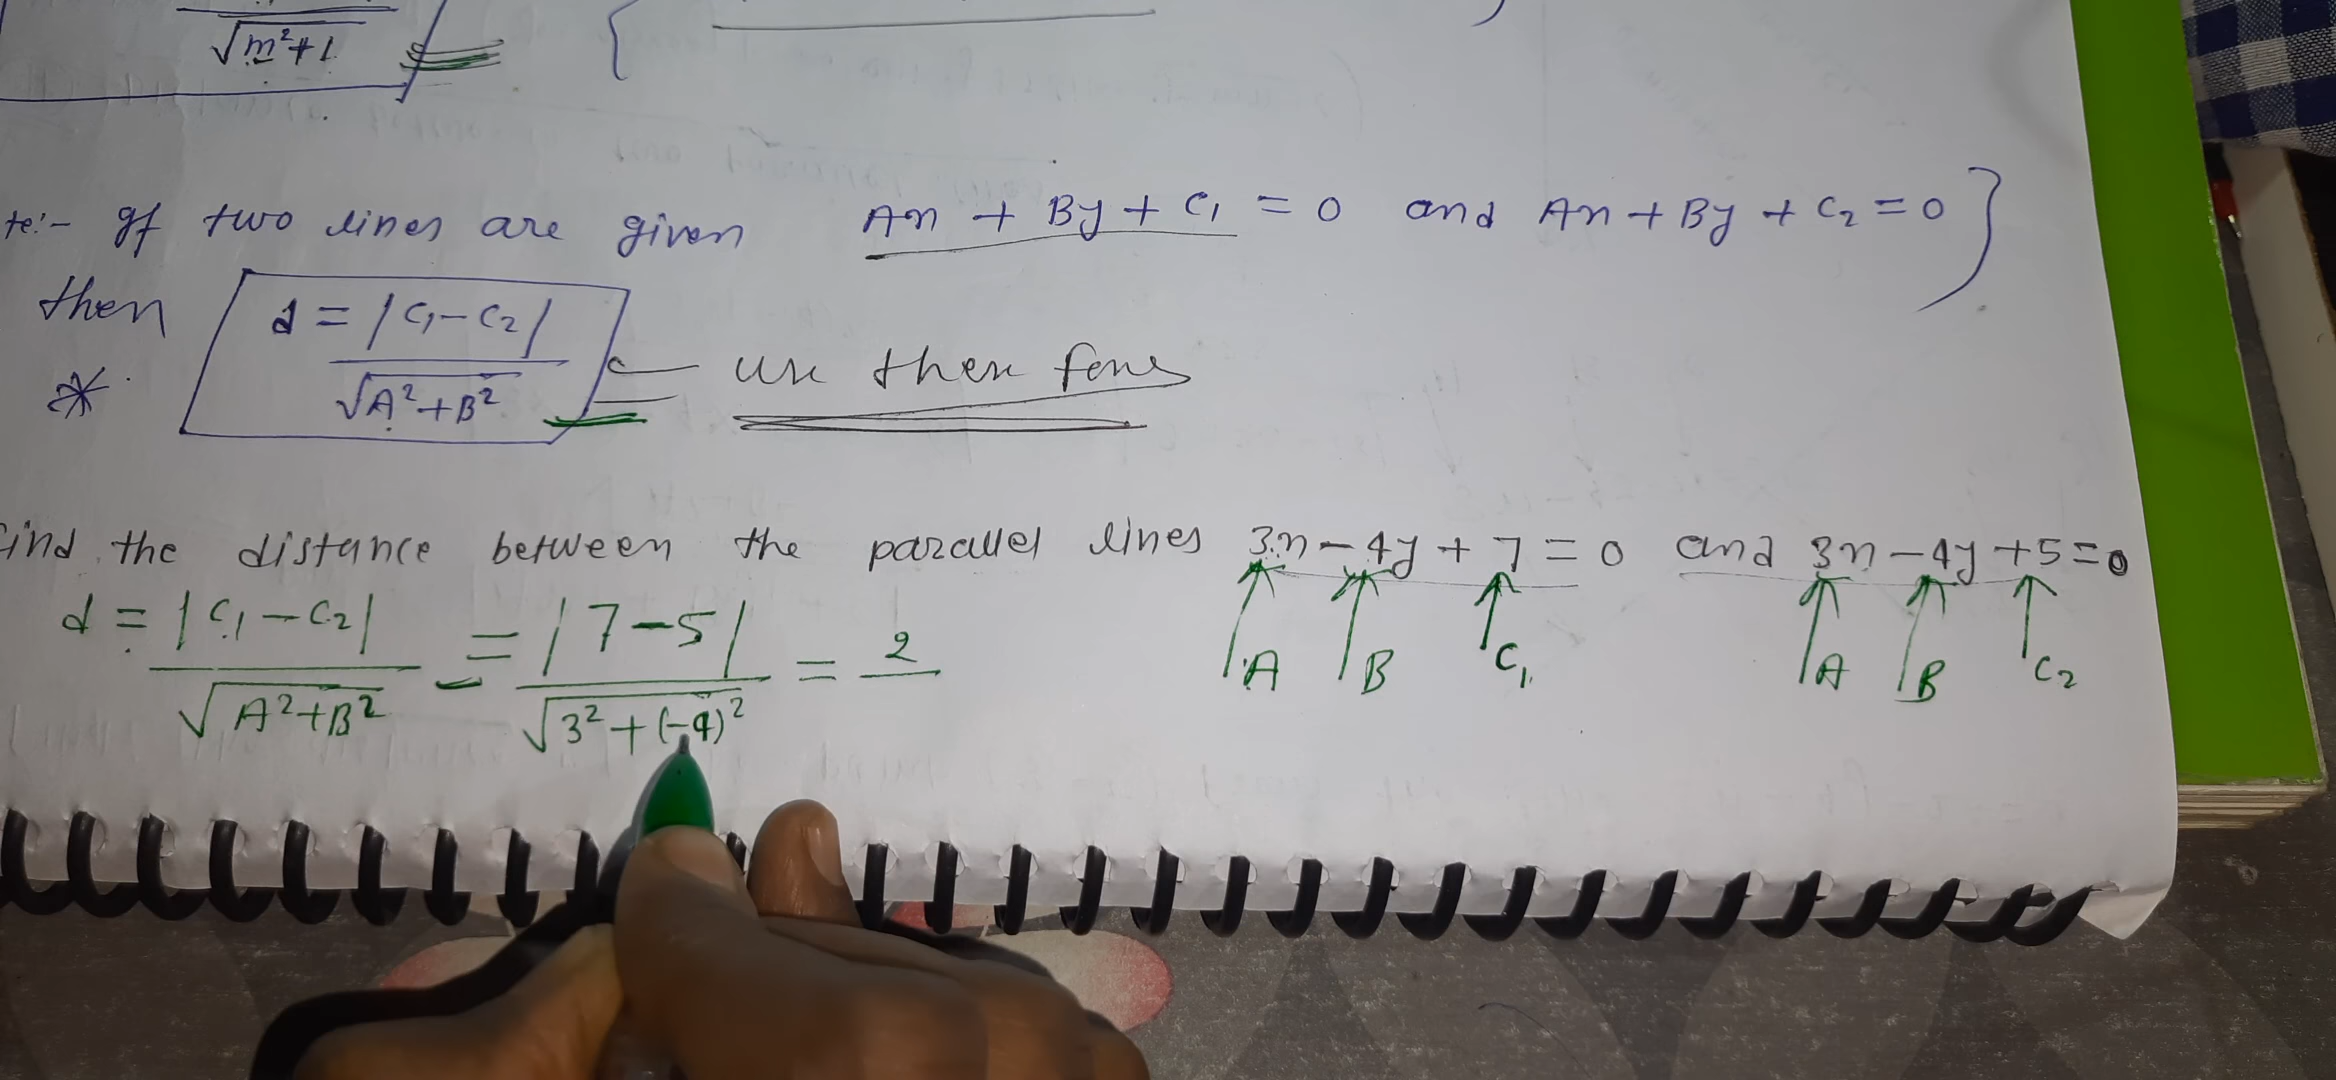 √m²+1
te:- If two lines are given Ax + By + C₁ = 0 and Ax + By + C₂ = 0 }
then d = |C₁ - C₂|
√A² + B²
* use these
find the distance between the parallel lines 3x - 4y + 7 = 0 and 3x - 4y + 5 = 0
d = |C₁ - C₂| = |7 - 5| = 2
√A² + B² √3² + (-4)²
A B C₁ A B C₂